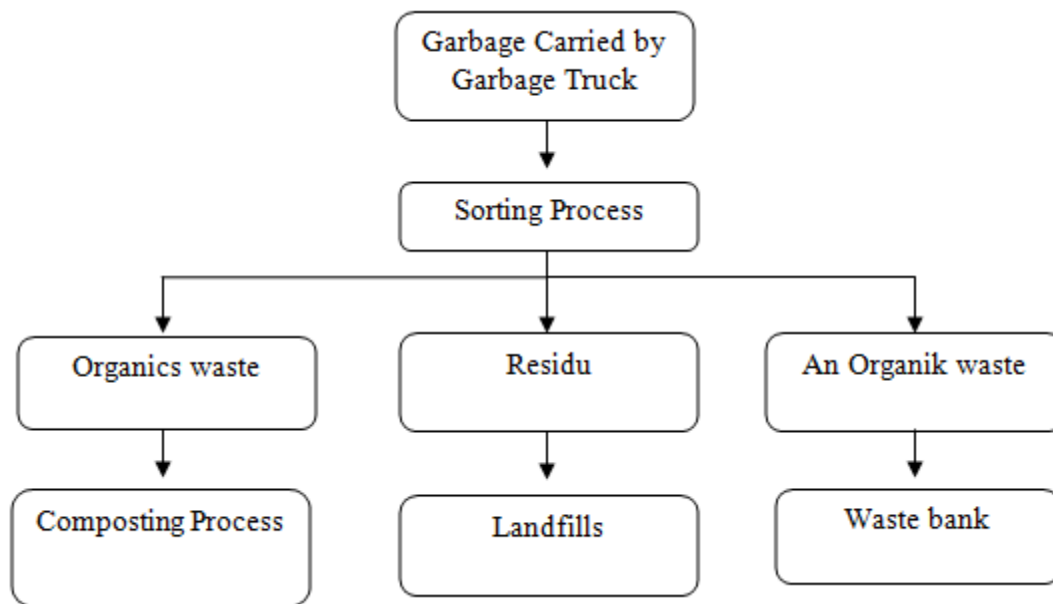 Garbage Carried by
Garbage Truck
Sorting Process
Organics waste
Residu
An Organik waste
Composting Process
Landfills
Waste bank